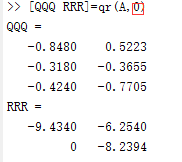 >> [QQQ RRR]=qr(A,0)
QQQ =
-0.8480 0.5223
-0.3180 -0.3655
-0.4240 -0.7705
RRR =
-9.4340 -6.2540
0 -8.2394